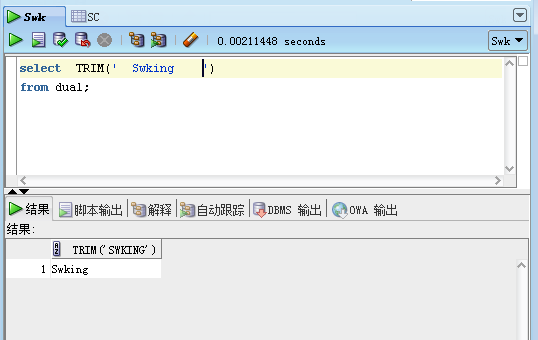 Swk SC
0.00211448 seconds Swk
select TRIM('  Swking    ')
from dual;
结果 脚本输出 解释 自动跟踪 DBMS 输出 OWA 输出
结果:
TRIM('SWKING')
1 Swking